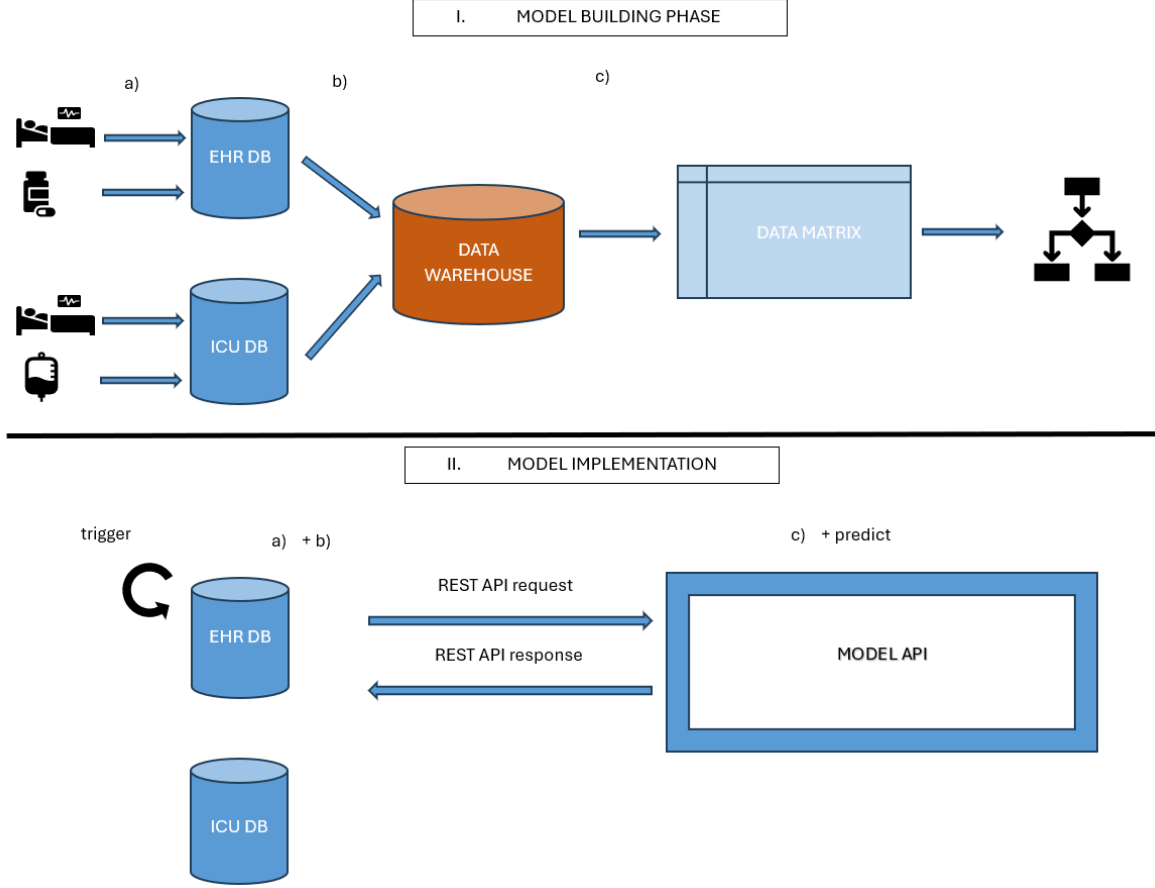 I. MODEL BUILDING PHASE
a)
b)
c)
EHR DB
DATA
WAREHOUSE
DATA MATRIX
ICU DB
II. MODEL IMPLEMENTATION
trigger
a) + b)
c) + predict
EHR DB
REST API request
REST API response
MODEL API
ICU DB